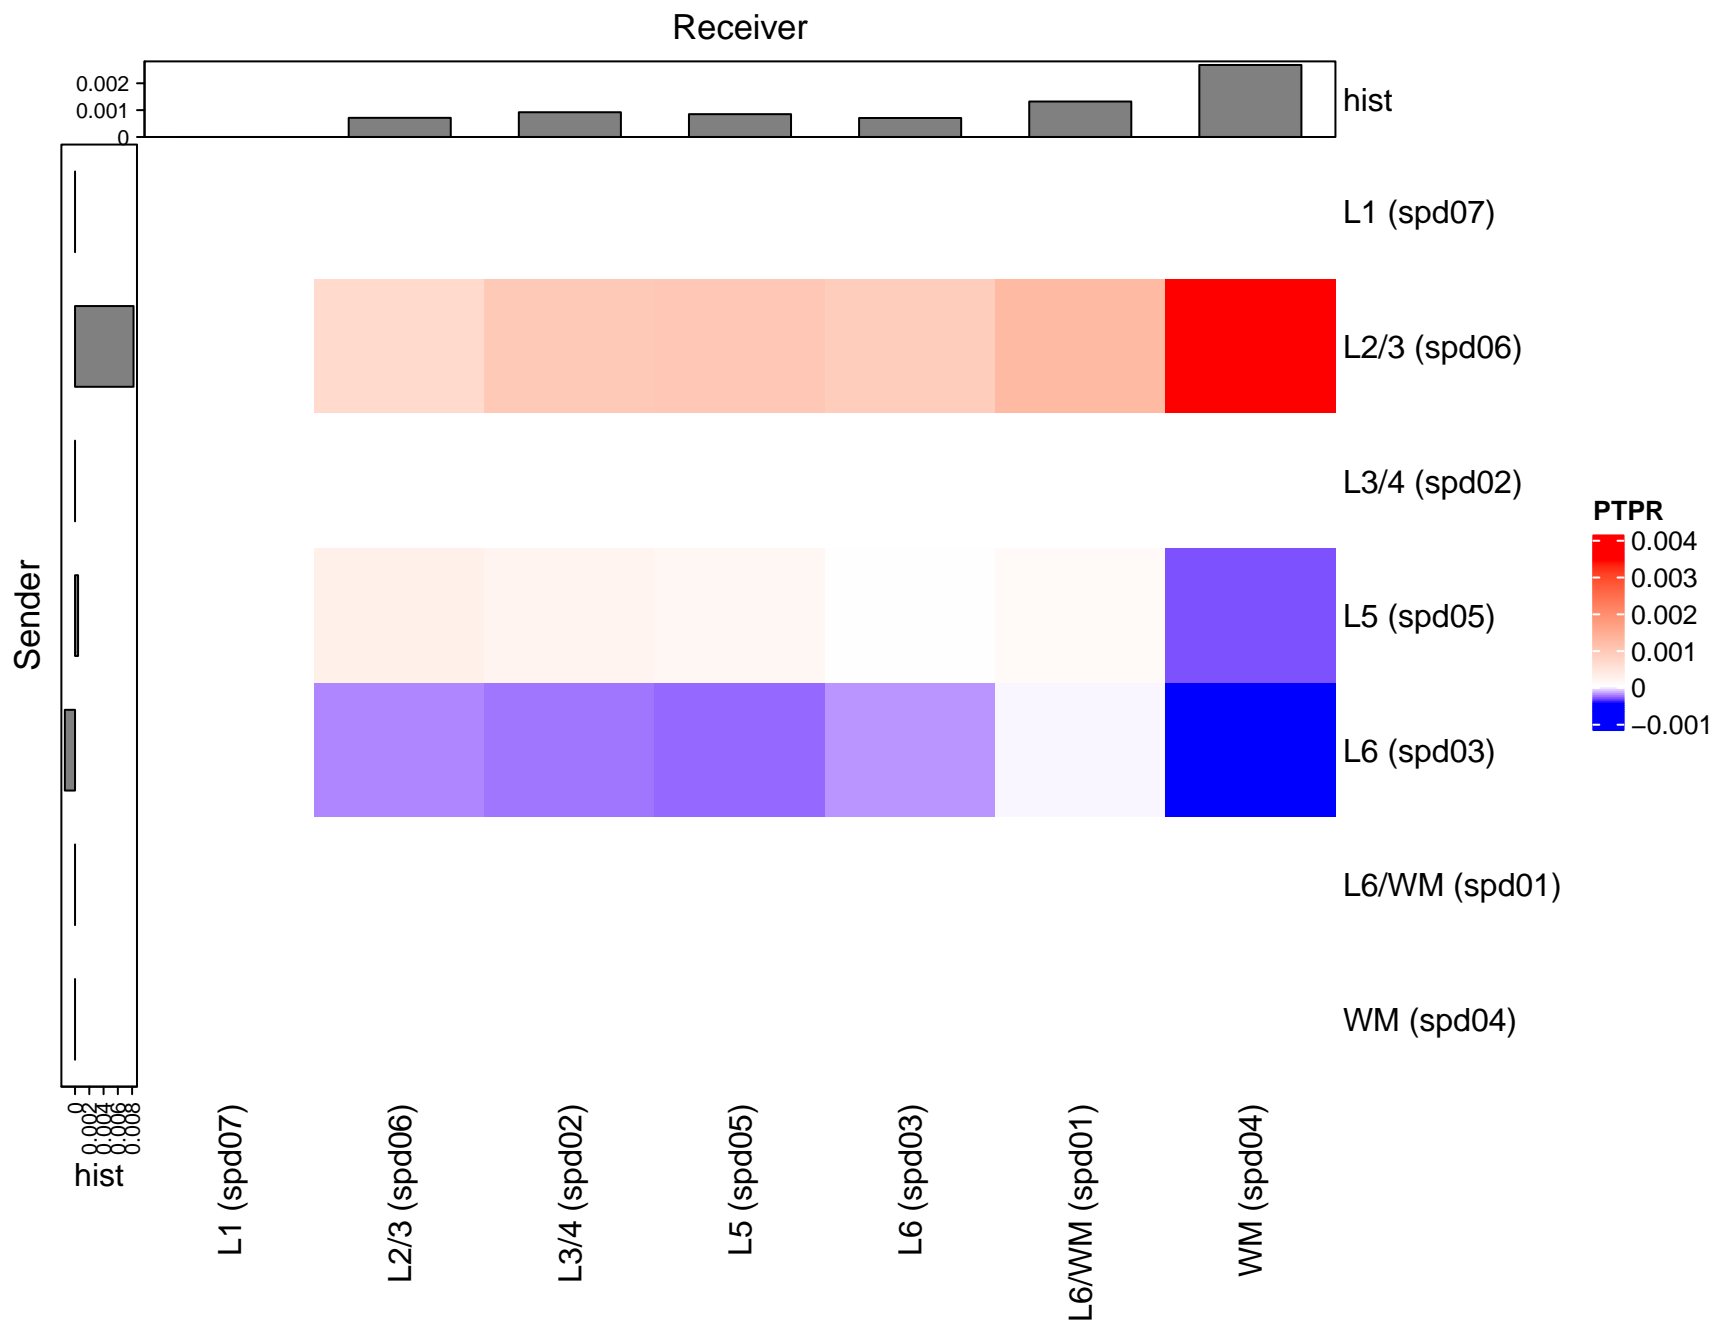 Receiver
0.002
0.001
0
hist
L1 (spd07)
L2/3 (spd06)
L3/4 (spd02)
L5 (spd05)
L6 (spd03)
L6/WM (spd01)
WM (spd04)
Sender
PTPR
0.004
0.003
0.002
0.001
0
−0.001
0
0.002
0.004
0.006
0.008
hist
L1 (spd07)
L2/3 (spd06)
L3/4 (spd02)
L5 (spd05)
L6 (spd03)
L6/WM (spd01)
WM (spd04)